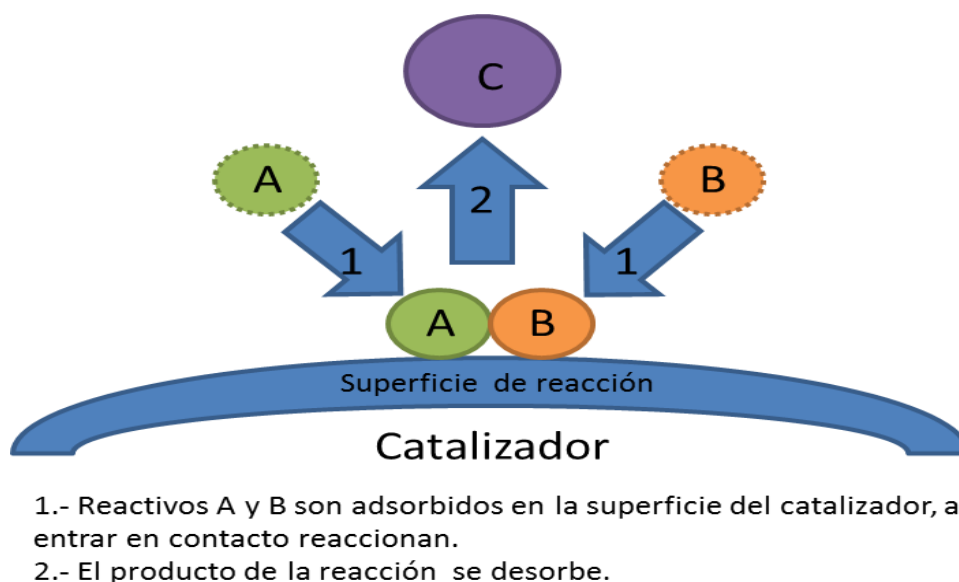 C
A
B
2
1
1
A
B
Superficie de reacción
Catalizador
1.- Reactivos A y B son adsorbidos en la superficie del catalizador, a
entrar en contacto reaccionan.
2.- El producto de la reacción se desorbe.